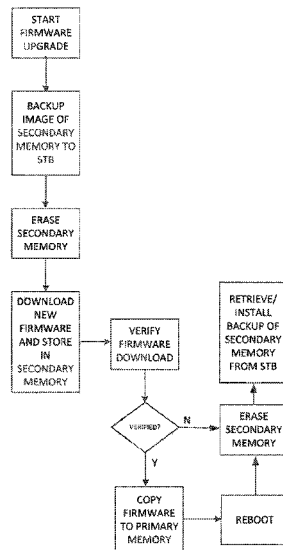 START
FIRMWARE
UPGRADE
BACKUP
IMAGE OF
SECONDARY
MEMORY TO
STB
ERASE
SECONDARY
MEMORY
DOWNLOAD
NEW
FIRMWARE
AND STORE
IN
SECONDARY
MEMORY
VERIFY
FIRMWARE
DOWNLOAD
VERIFIED?
N
Y
COPY
FIRMWARE
TO PRIMARY
MEMORY
REBOOT
ERASE
SECONDARY
MEMORY
RETRIEVE/
INSTALL
BACKUP OF
SECONDARY
MEMORY
FROM STB